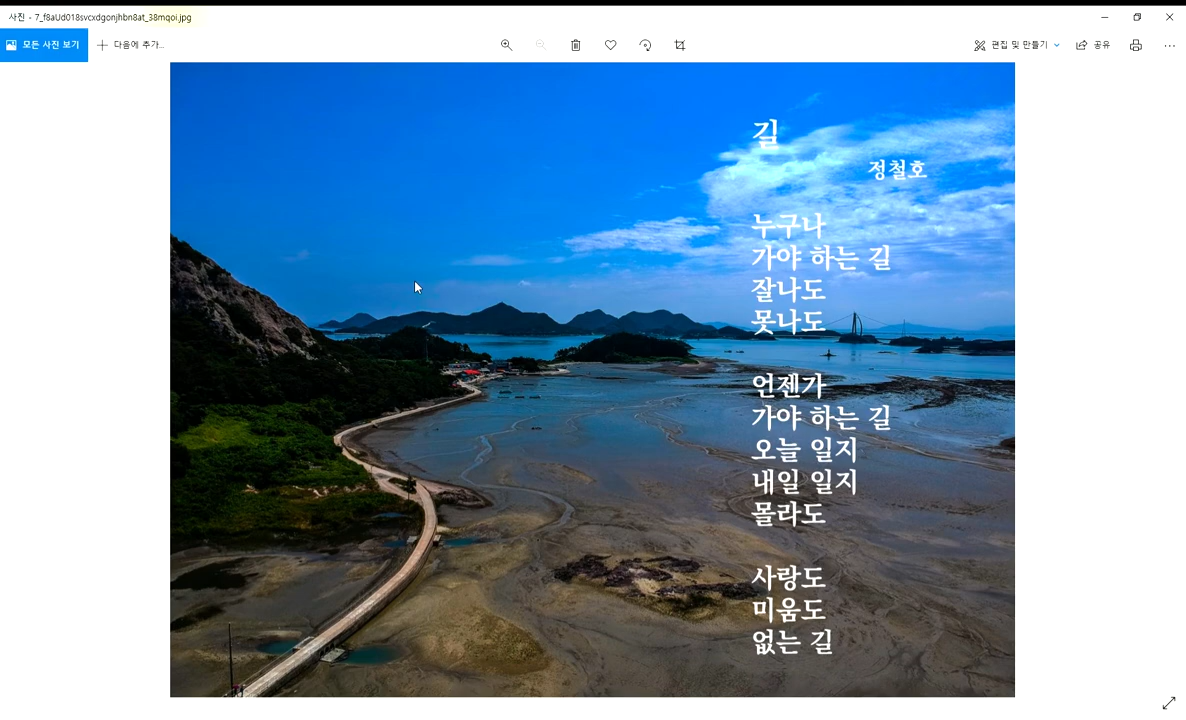 사진 - 7_f8aUd018svcxdgonjhbn8at_38mqoi.jpg
모든 사진 보기
다음에 추가...
편집 및 만들기
공유
길
정철호
누구나
가야 하는 길
잘나도
못나도
언젠가
가야 하는 길
오늘 일지
내일 일지
몰라도
사랑도
미움도
없는 길